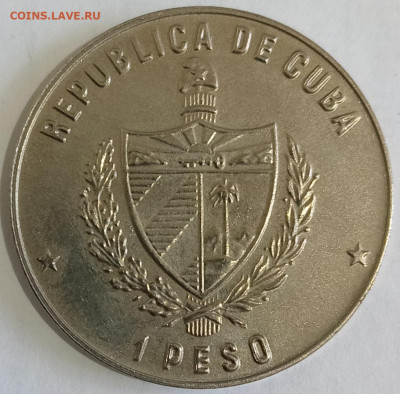 COINS.LAVE.RU
REPUBLICA DE CUBA
1 PESO